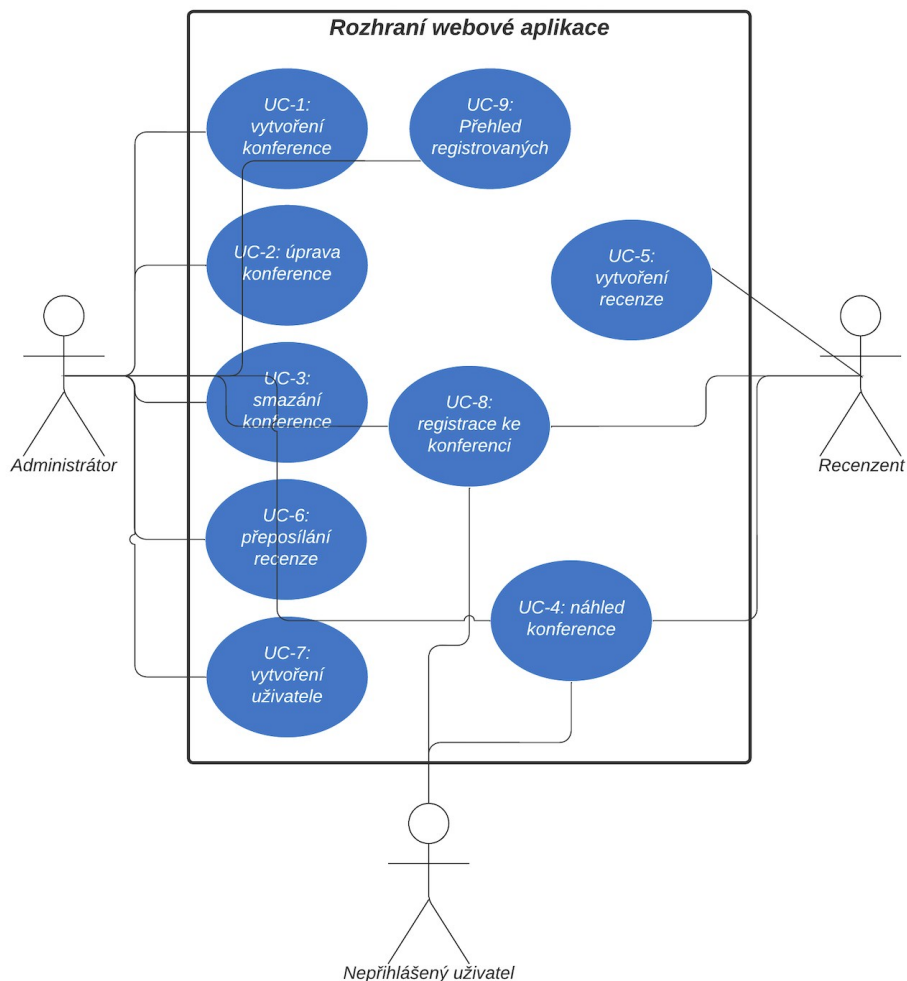 Rozhraní webové aplikace
UC-1:
vytvoření
konference
UC-9:
Přehled
registrovaných
UC-2: úprava
konference
UC-5:
vytvoření
recenze
UC-3:
smazání
konference
UC-8:
registrace ke
konferenci
Administrátor
Recenzent
UC-6:
přeposílání
recenze
UC-4: náhled
konference
UC-7:
vytvoření
uživatele
Nepřihlášený uživatel